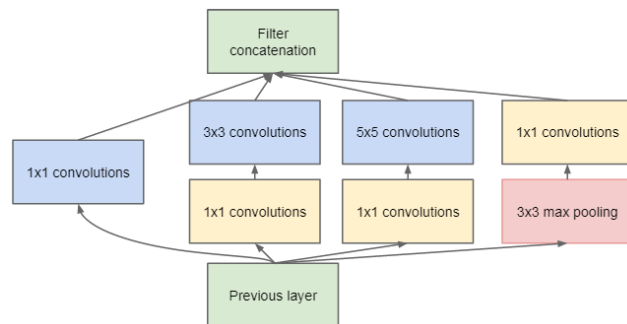 Filter
concatenation
3x3 convolutions
5x5 convolutions
1x1 convolutions
1x1 convolutions
1x1 convolutions
1x1 convolutions
3x3 max pooling
Previous layer